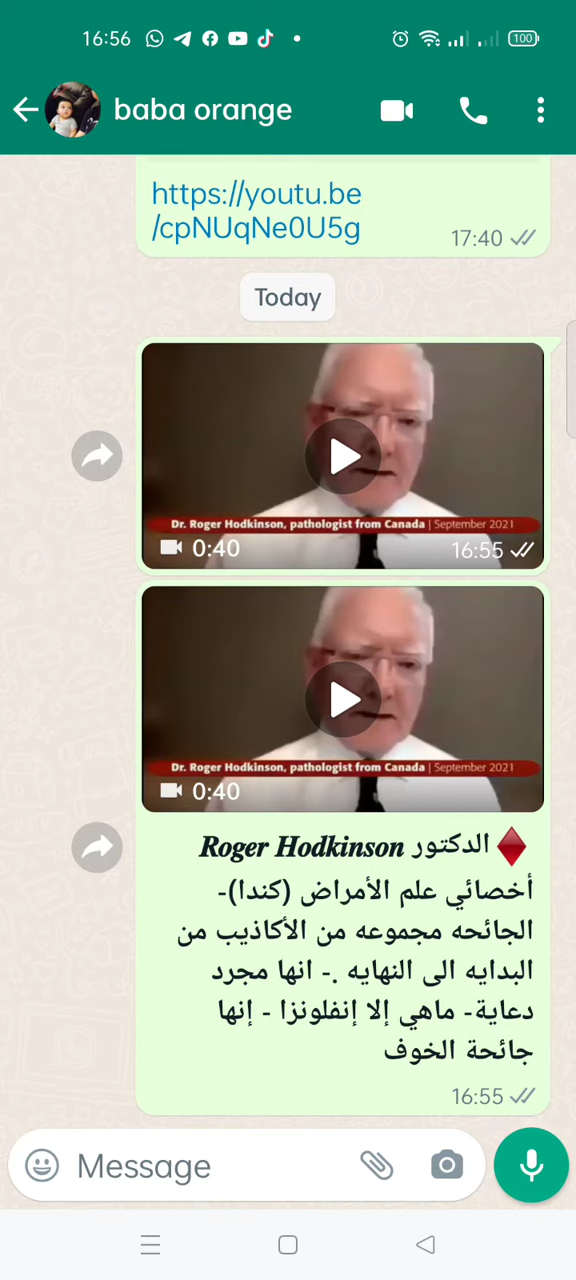 16:56
100
baba orange
https://youtu.be
/cpNUqNe0U5g
17:40
Today
Dr. Roger Hodkinson, pathologist from Canada | September 2021
0:40
16:55
Dr. Roger Hodkinson, pathologist from Canada | September 2021
0:40
الدكتور Roger Hodkinson
أخصائي علم الأمراض (كندا)-
الجائحه مجموعه من الأكاذيب من
البدايه الى النهايه .- انها مجرد
دعاية- ماهي إلا إنفلونزا - إنها
جائحة الخوف
16:55
Message